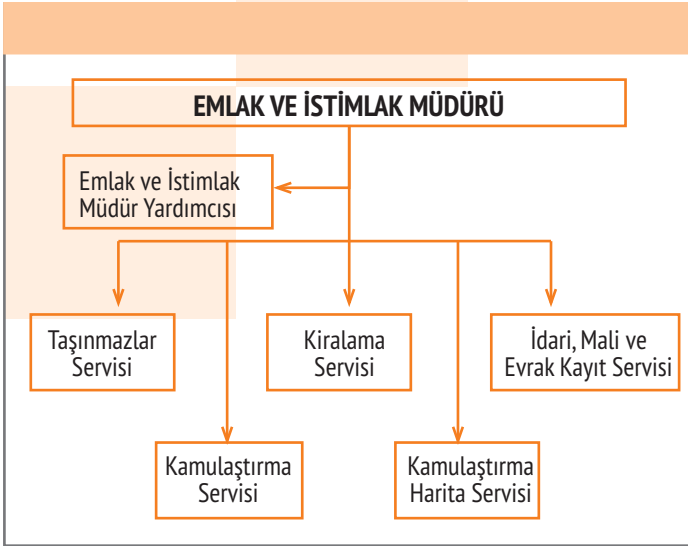 EMLAK VE İSTİMLAK MÜDÜRÜ
Emlak ve İstimlak
Müdür Yardımcısı
Taşınmazlar
Servisi
Kiralama
Servisi
İdari, Mali ve
Evrak Kayıt Servisi
Kamulaştırma
Servisi
Kamulaştırma
Harita Servisi